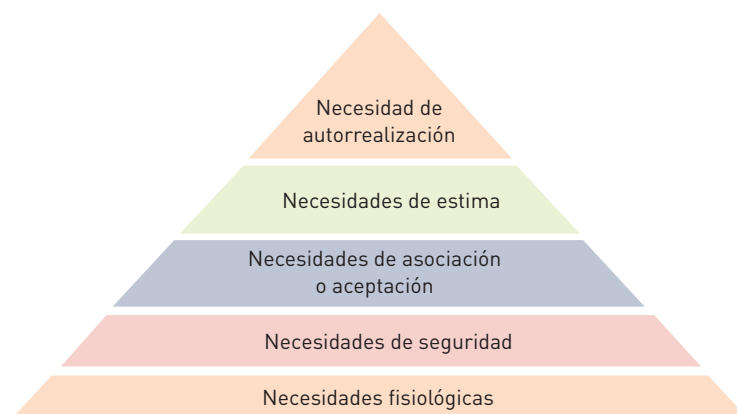 Necesidad de
autorrealización
Necesidades de estima
Necesidades de asociación
o aceptación
Necesidades de seguridad
Necesidades fisiológicas